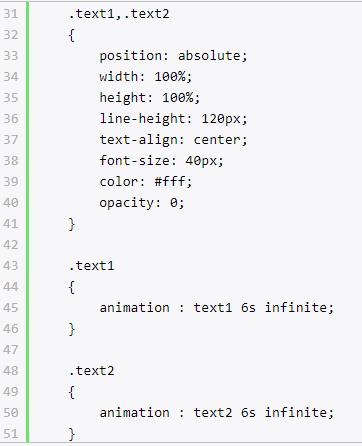 31 .text1,.text2
32 {
33 position: absolute;
34 width: 100%;
35 height: 100%;
36 line-height: 120px;
37 text-align: center;
38 font-size: 40px;
39 color: #fff;
40 opacity: 0;
41 }
42
43 .text1
44 {
45 animation : text1 6s infinite;
46 }
47
48 .text2
49 {
50 animation : text2 6s infinite;
51 }